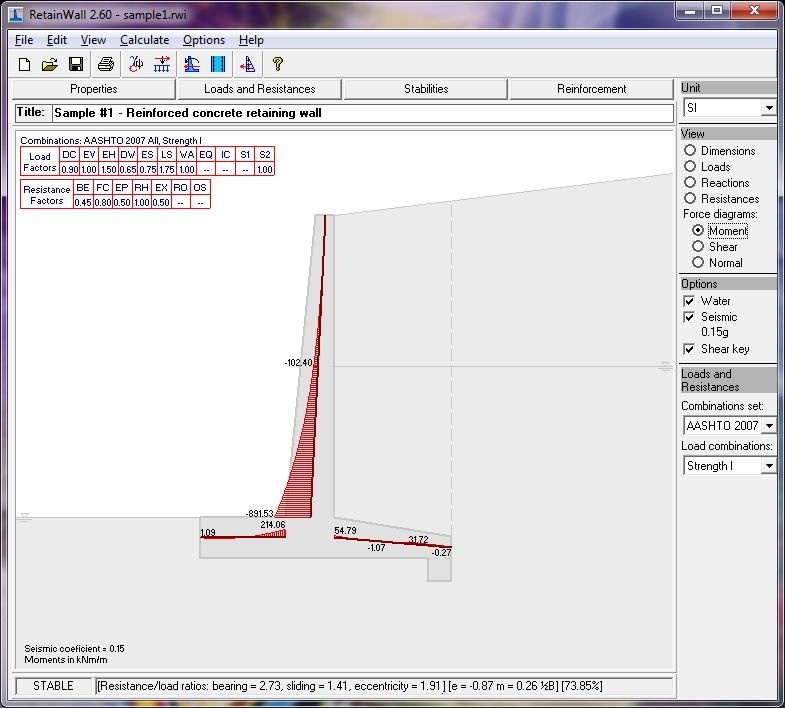 RetainWall 2.60 - sample1.rwi
File Edit View Calculate Options Help
Properties Loads and Resistances Stabilities Reinforcement
Title: Sample #1 - Reinforced concrete retaining wall
Combinations: AASHTO 2007 All, Strength I
Load Factors DC EV EH DW ES LS WA EQ IC S1 S2
0.90 1.00 1.50 0.65 0.75 1.75 1.00 -- -- -- 1.00
Resistance Factors BE FC EP RH EX RO OS
0.45 0.80 0.50 1.00 0.50 -- --
-102.40
-891.53
214.06
1.09
54.79
31.72
-1.07
-0.27
Seismic coeficient = 0.15
Moments in kNm/m
STABLE [Resistance/load ratios: bearing = 2.73, sliding = 1.41, eccentricity = 1.91] [e = -0.87 m = 0.26 ½B] [73.85%]
Unit
SI
View
Dimensions
Loads
Reactions
Resistances
Force diagrams:
Moment
Shear
Normal
Options
Water
Seismic
0.15g
Shear key
Loads and
Resistances
Combinations set:
AASHTO 2007
Load combinations:
Strength I